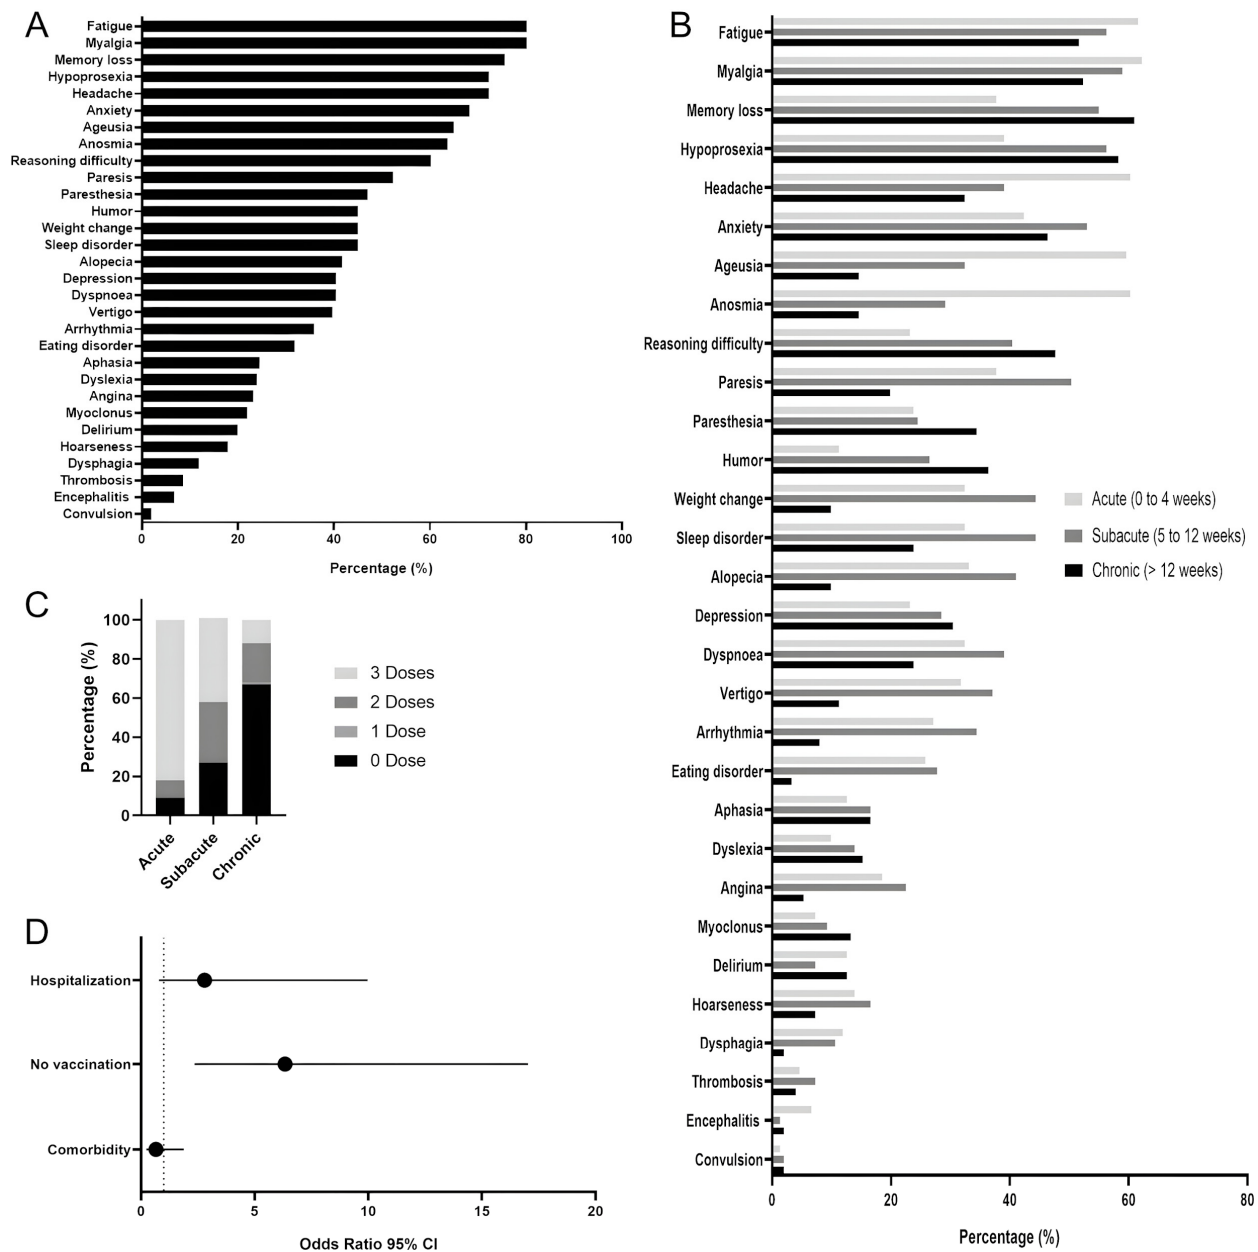 A
Fatigue
Myalgia
Memory loss
Hypoprosexia
Headache
Anxiety
Ageusia
Anosmia
Reasoning difficulty
Paresis
Paresthesia
Humor
Weight change
Sleep disorder
Alopecia
Depression
Dyspnoea
Vertigo
Arrhythmia
Eating disorder
Aphasia
Dyslexia
Angina
Myoclonus
Delirium
Hoarseness
Dysphagia
Thrombosis
Encephalitis
Convulsion
0 20 40 60 80 100
Percentage (%)
B
Fatigue
Myalgia
Memory loss
Hypoprosexia
Headache
Anxiety
Ageusia
Anosmia
Reasoning difficulty
Paresis
Paresthesia
Humor
Weight change
Sleep disorder
Alopecia
Depression
Dyspnoea
Vertigo
Arrhythmia
Eating disorder
Aphasia
Dyslexia
Angina
Myoclonus
Delirium
Hoarseness
Dysphagia
Thrombosis
Encephalitis
Convulsion
0 20 40 60 80
Percentage (%)
Acute (0 to 4 weeks)
Subacute (5 to 12 weeks)
Chronic (> 12 weeks)
C
Percentage (%)
100
80
60
40
20
0
Acute
Subacute
Chronic
3 Doses
2 Doses
1 Dose
0 Dose
D
Hospitalization
No vaccination
Comorbidity
0 5 10 15 20
Odds Ratio 95% CI